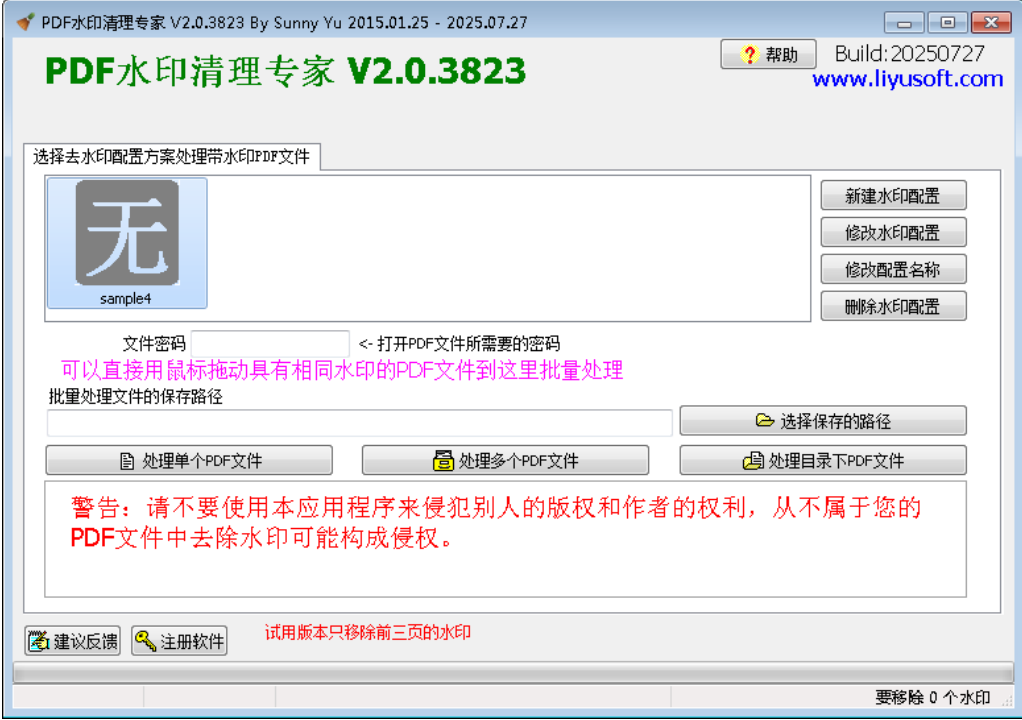 PDF水印清理专家 V2.0.3823 By Sunny Yu 2015.01.25 - 2025.07.27
PDF水印清理专家 V2.0.3823
帮助
Build:20250727
www.liyusoft.com
选择去水印配置方案处理带水印PDF文件
无
sample4
新建水印配置
修改水印配置
修改配置名称
删除水印配置
文件密码
<- 打开PDF文件所需要的密码
可以直接用鼠标拖动具有相同水印的PDF文件到这里批量处理
批量处理文件的保存路径
选择保存的路径
处理单个PDF文件
处理多个PDF文件
处理目录下PDF文件
警告：请不要使用本应用程序来侵犯别人的版权和作者的权利，从不属于您的
PDF文件中去除水印可能构成侵权。
建议反馈
注册软件
试用版本只移除前三页的水印
要移除 0 个水印